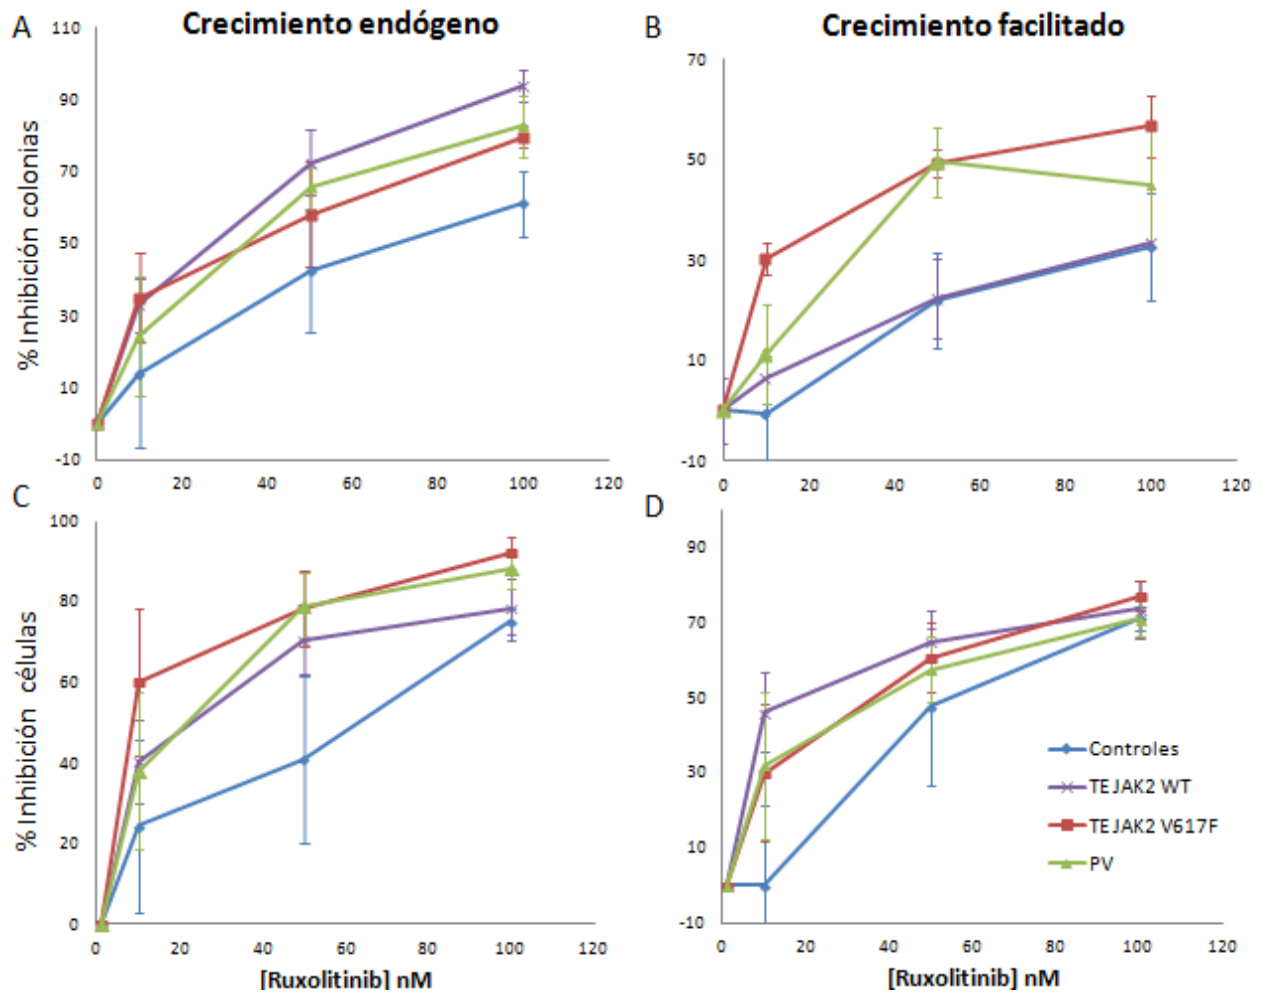 A
Crecimiento endógeno
B
Crecimiento facilitado
% Inhibición colonias
110
90
70
50
30
10
-10
0 20 40 60 80 100 120
70
50
30
10
-10
0 20 40 60 80 100 120
C
D
% Inhibición células
100
80
60
40
20
0
0 20 40 60 80 100 120
[Ruxolitinib] nM
90
70
50
30
10
-10
0 20 40 60 80 100 120
[Ruxolitinib] nM
Controles
TE JAK2 WT
TE JAK2 V617F
PV